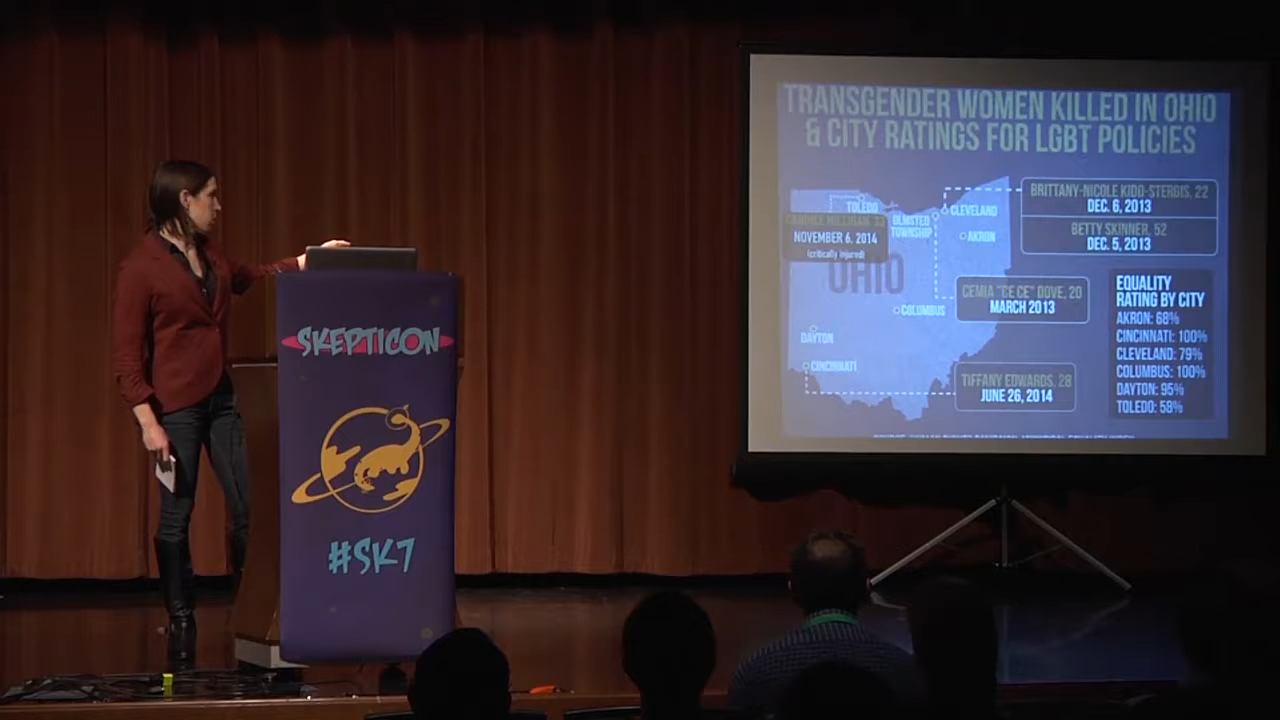 TRANSGENDER WOMEN KILLED IN OHIO
& CITY RATINGS FOR LGBT POLICIES
TOLEDO
NOVEMBER 6, 2014
(critically injured)
OLMSTED
TOWNSHIP
CLEVELAND
AKRON
BRITTANY-NICOLE KIDD-STERGIS, 22
DEC. 6, 2013
BETTY SKINNER, 52
DEC. 5, 2013
OHIO
COLUMBUS
CEMIA "CE CE" DOVE, 20
MARCH 2013
DAYTON
CINCINNATI
TIFFANY EDWARDS, 28
JUNE 26, 2014
EQUALITY
RATING BY CITY
AKRON: 68%
CINCINNATI: 100%
CLEVELAND: 79%
COLUMBUS: 100%
DAYTON: 95%
TOLEDO: 58%
SKEPTICON
#SK7